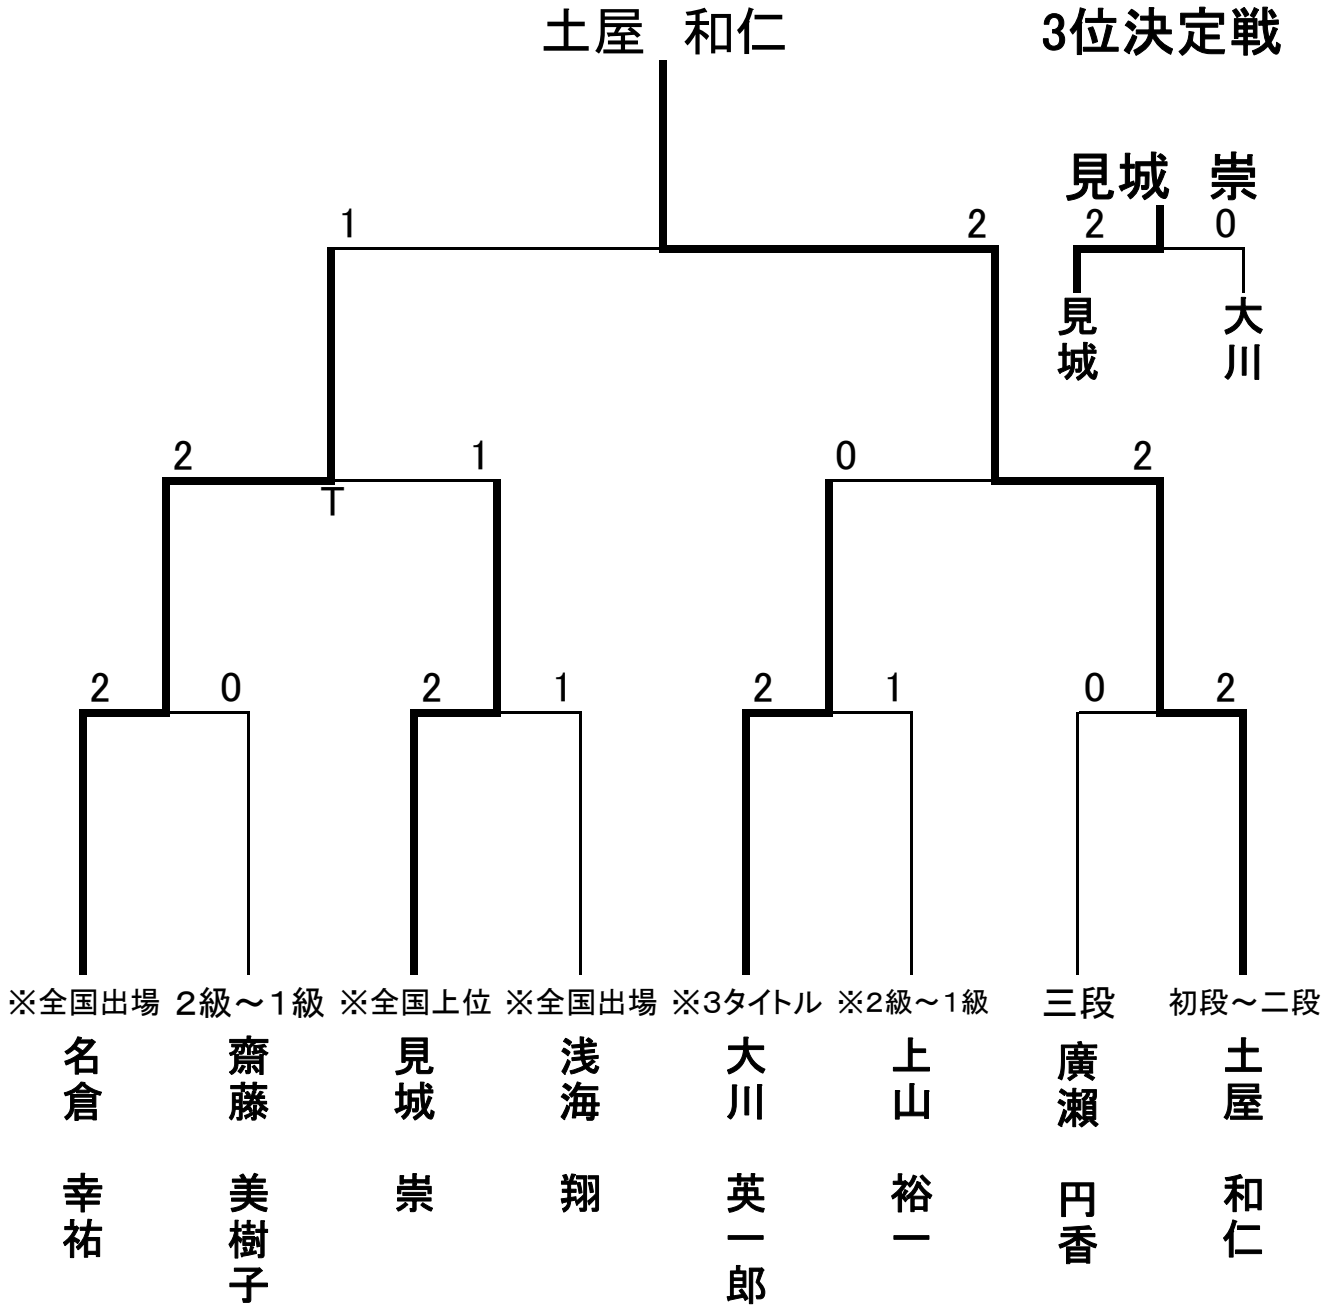 土屋　和仁
3位決定戦
見城　崇
1
2
2
0
見城
大川
2
1
0
2
T
2
0
2
1
2
1
0
2
※全国出場
２級～１級
※全国上位
※全国出場
※３タイトル
※２級～１級
三段
初段～二段
名倉　幸祐
齋藤　美樹子
見城　崇
浅海　翔
大川　英一郎
上山　裕一
廣瀨　円香
土屋　和仁